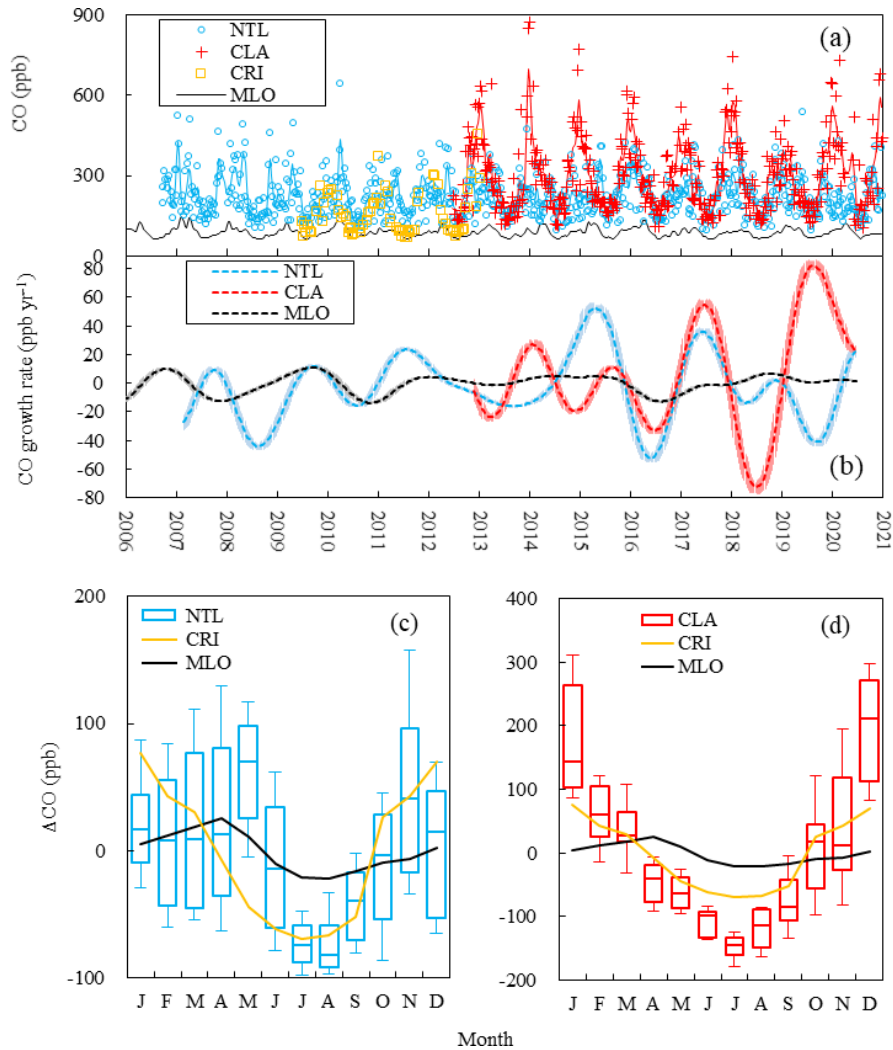 900
600
300
0
CO (ppb)
NTL
CLA
CRI
MLO
(a)
80
60
40
20
0
-20
-40
-60
-80
CO growth rate (ppb yr⁻¹)
NTL
CLA
MLO
(b)
2006 2007 2008 2009 2010 2011 2012 2013 2014 2015 2016 2017 2018 2019 2020 2021
200
100
0
-100
ΔCO (ppb)
NTL
CRI
MLO
(c)
J F M A M J J A S O N D
400
300
200
100
0
-100
-200
CLA
CRI
MLO
(d)
J F M A M J J A S O N D
Month